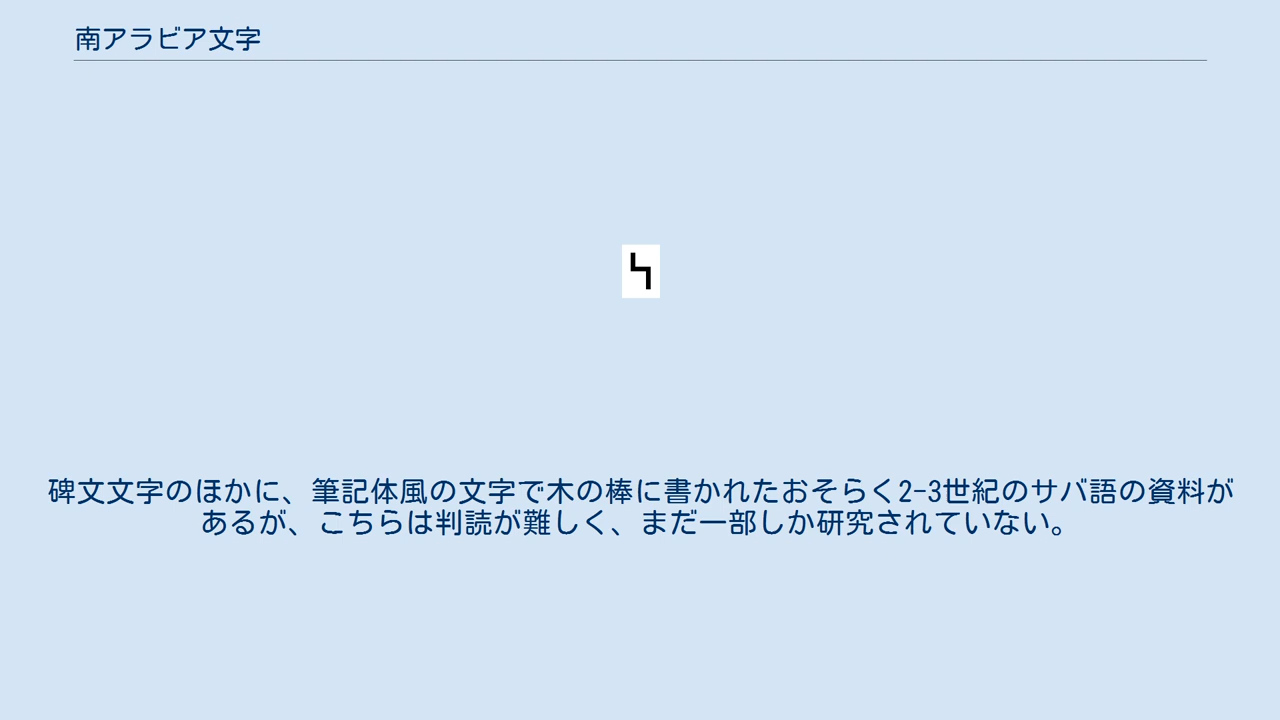 南アラビア文字
𐩬
碑文文字のほかに、筆記体風の文字で木の棒に書かれたおそらく2-3世紀のサバ語の資料が
あるが、こちらは判読が難しく、まだ一部しか研究されていない。